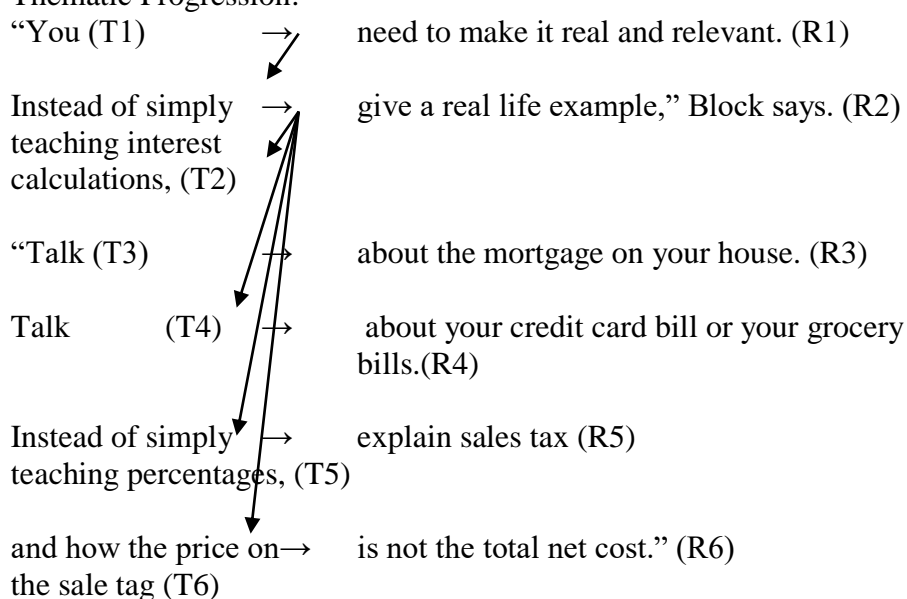 Thematic Progression:
“You (T1) → need to make it real and relevant. (R1)
Instead of simply → give a real life example,” Block says. (R2)
teaching interest
calculations, (T2)
“Talk (T3) → about the mortgage on your house. (R3)
Talk (T4) → about your credit card bill or your grocery
bills.(R4)
Instead of simply → explain sales tax (R5)
teaching percentages, (T5)
and how the price on→ is not the total net cost.” (R6)
the sale tag (T6)